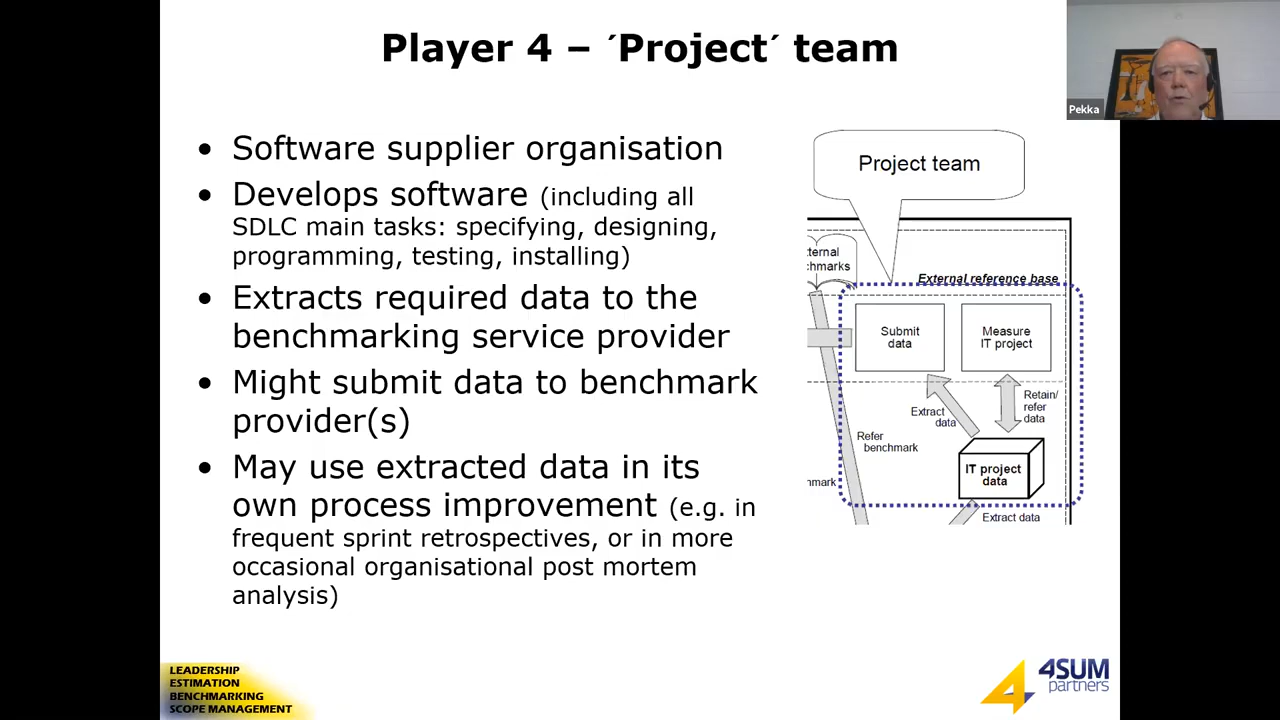 Player 4 – ´Project´ team
Pekka
• Software supplier organisation
• Develops software (including all
SDLC main tasks: specifying, designing,
programming, testing, installing)
• Extracts required data to the
benchmarking service provider
• Might submit data to benchmark
provider(s)
• May use extracted data in its
own process improvement (e.g. in
frequent sprint retrospectives, or in more
occasional organisational post mortem
analysis)
Project team
External reference base
Submit
data
Measure
IT project
Extract
data
Retain/
refer
data
Refer
benchmark
IT project
data
Extract data
LEADERSHIP
ESTIMATION
BENCHMARKING
SCOPE MANAGEMENT
4SUM
partners